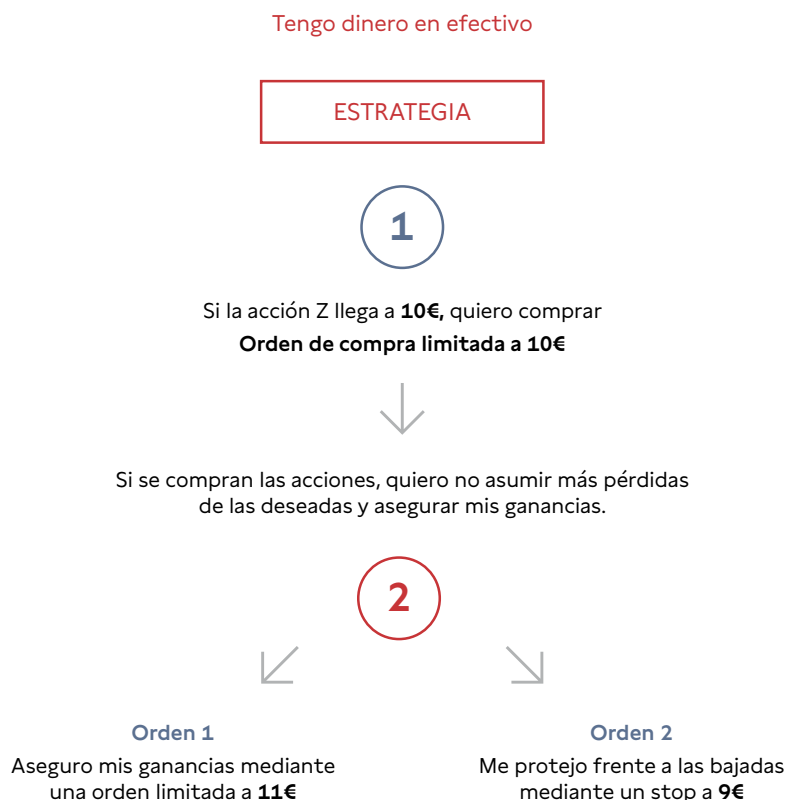 Tengo dinero en efectivo
ESTRATEGIA
1
Si la acción Z llega a 10€, quiero comprar
Orden de compra limitada a 10€
Si se compran las acciones, quiero no asumir más pérdidas
de las deseadas y asegurar mis ganancias.
2
Orden 1
Aseguro mis ganancias mediante
una orden limitada a 11€
Orden 2
Me protejo frente a las bajadas
mediante un stop a 9€